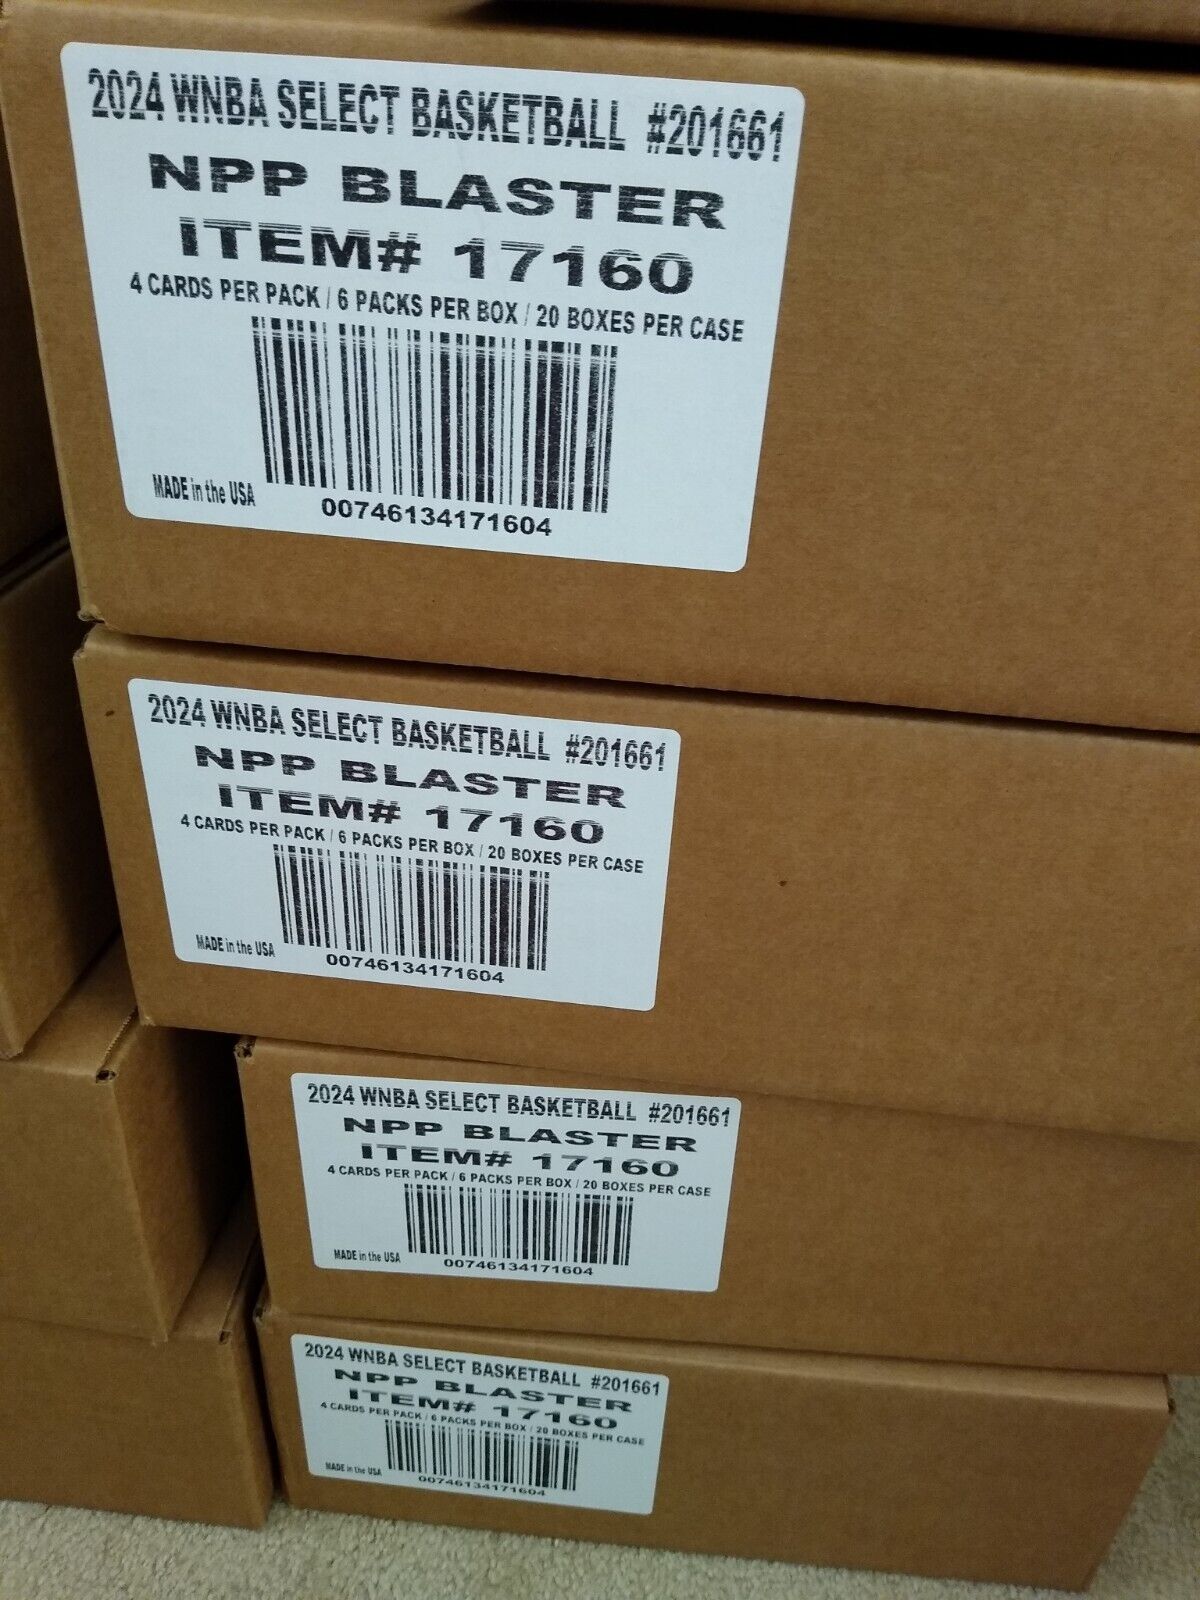 2024 WNBA SELECT BASKETBALL #201661
NPP BLASTER
ITEM# 17160
4 CARDS PER PACK / 6 PACKS PER BOX / 20 BOXES PER CASE
MADE in the USA
00746134171604
2024 WNBA SELECT BASKETBALL #201661
NPP BLASTER
ITEM# 17160
4 CARDS PER PACK / 6 PACKS PER BOX / 20 BOXES PER CASE
MADE in the USA
00746134171604
2024 WNBA SELECT BASKETBALL #201661
NPP BLASTER
ITEM# 17160
4 CARDS PER PACK / 6 PACKS PER BOX / 20 BOXES PER CASE
MADE in the USA
00746134171604
2024 WNBA SELECT BASKETBALL #201661
NPP BLASTER
ITEM# 17160
4 CARDS PER PACK / 6 PACKS PER BOX / 20 BOXES PER CASE
MADE in the USA
00746134171604